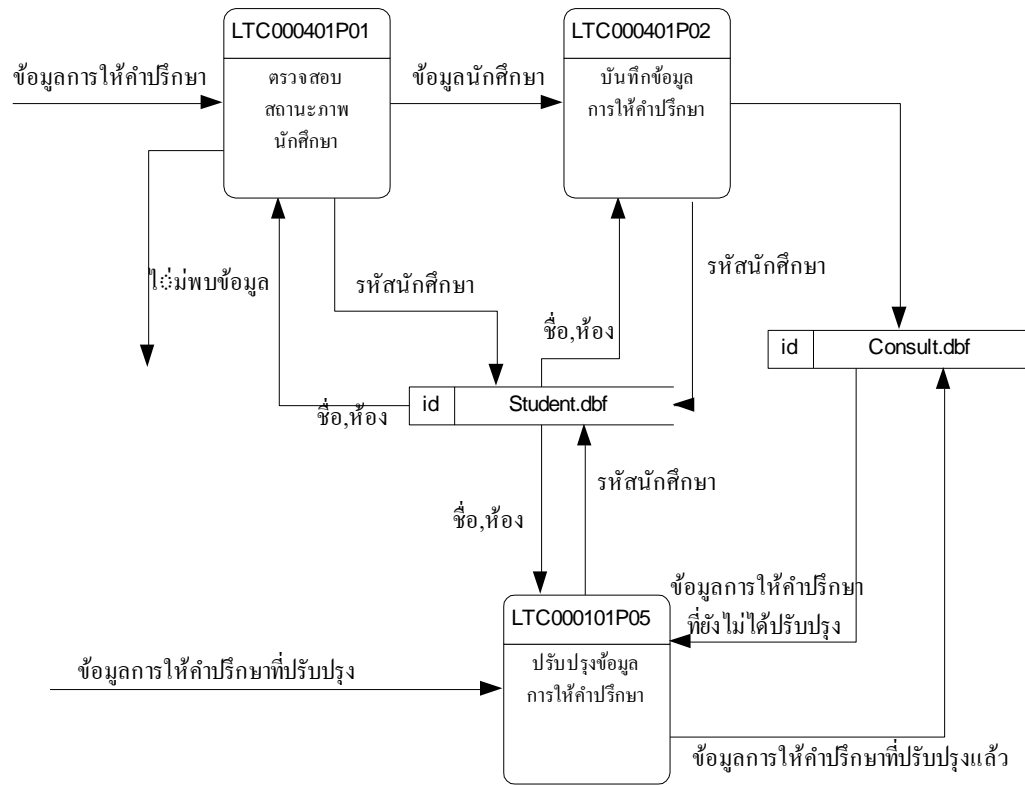 LTC000401P01
LTC000401P02
ข้อมูลการให้คำปรึกษา
ตรวจสอบ
สถานะภาพ
นักศึกษา
ข้อมูลนักศึกษา
บันทึกข้อมูล
การให้คำปรึกษา
ไ่ม่พบข้อมูล
รหัสนักศึกษา
ชื่อ,ห้อง
รหัสนักศึกษา
id
Consult.dbf
ชื่อ,ห้อง
id
Student.dbf
ชื่อ,ห้อง
รหัสนักศึกษา
ข้อมูลการให้คำปรึกษา
ที่ยังไม่ได้ปรับปรุง
LTC000101P05
ปรับปรุงข้อมูล
การให้คำปรึกษา
ข้อมูลการให้คำปรึกษาที่ปรับปรุง
ข้อมูลการให้คำปรึกษาที่ปรับปรุงแล้ว